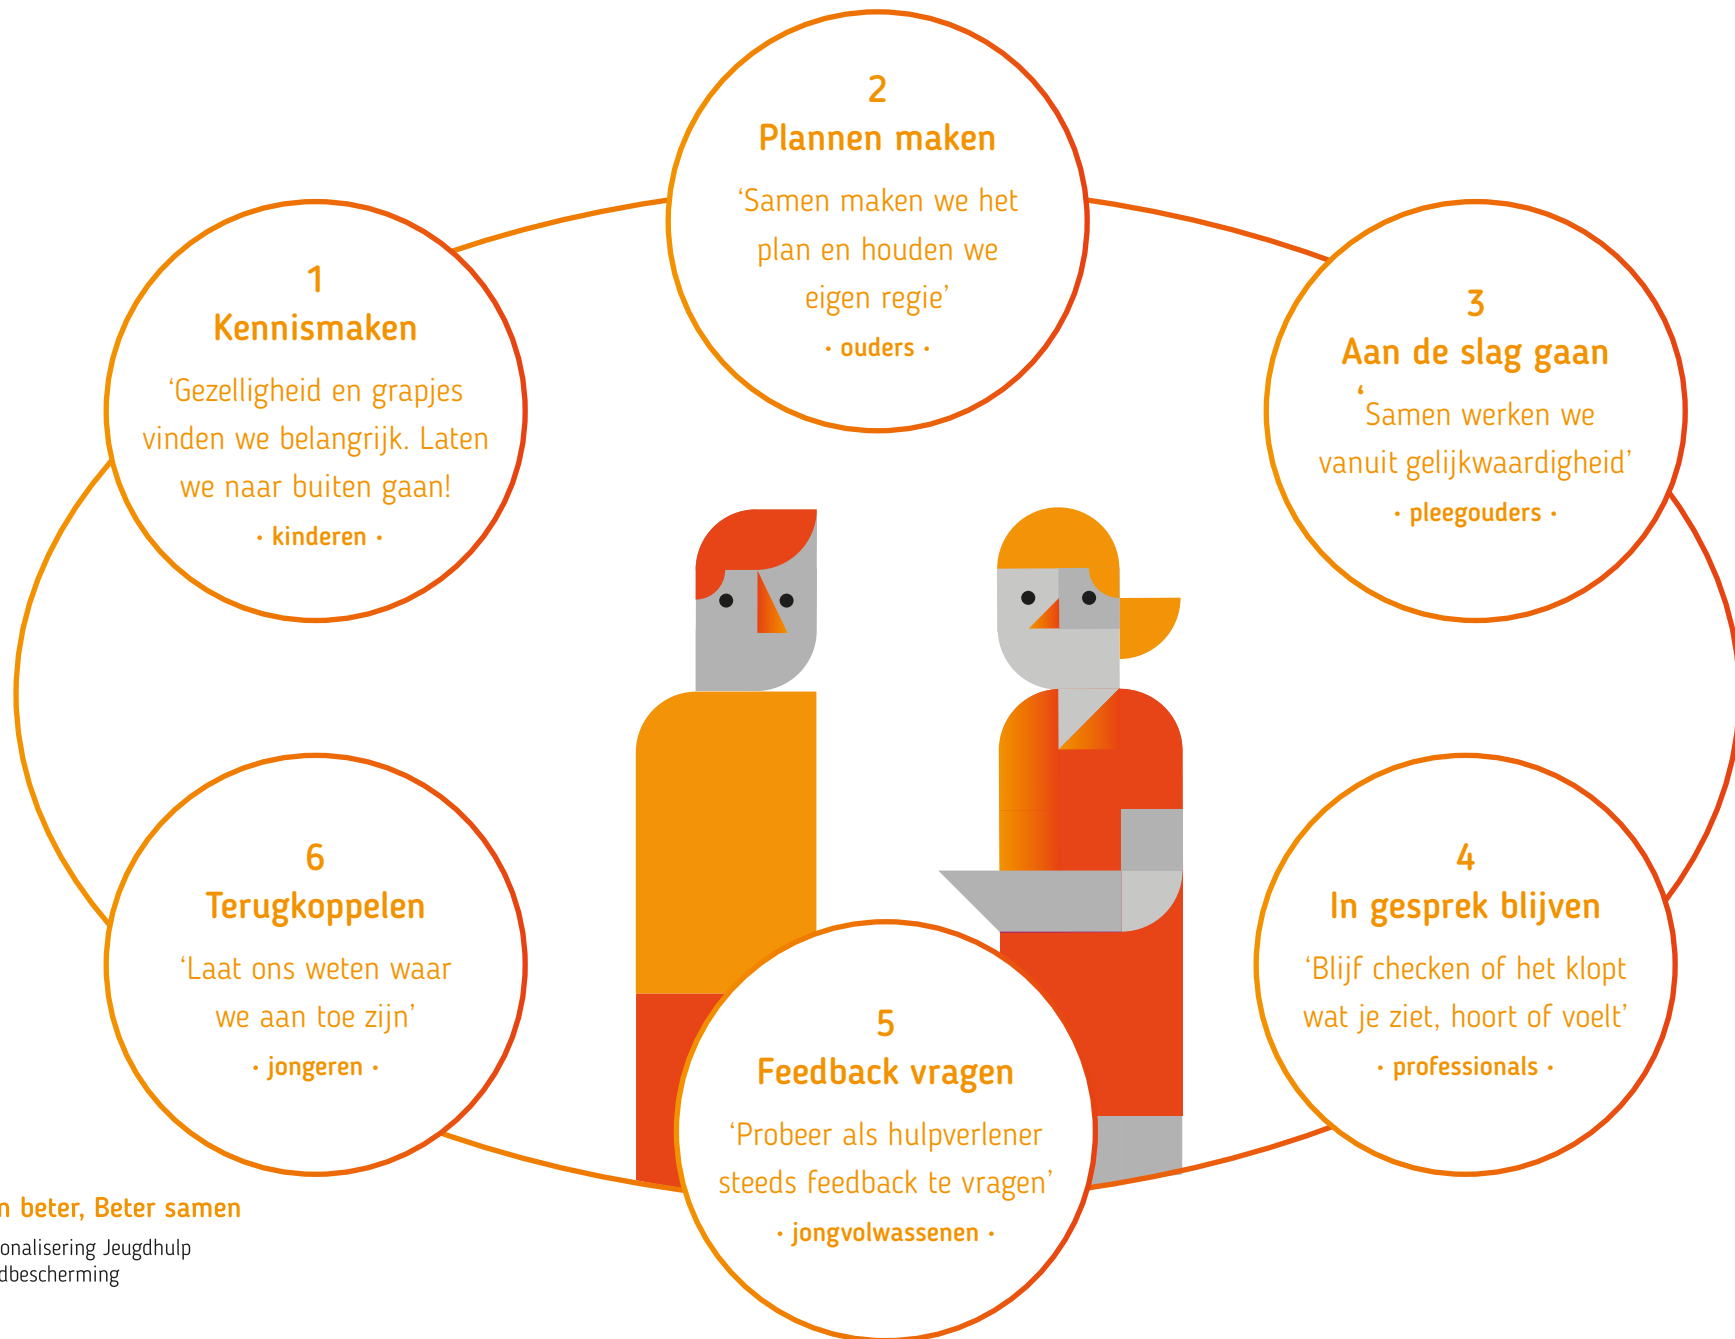 1
Kennismaken
‘Gezelligheid en grapjes
vinden we belangrijk. Laten
we naar buiten gaan!
· kinderen ·
2
Plannen maken
‘Samen maken we het
plan en houden we
eigen regie’
· ouders ·
3
Aan de slag gaan
‘Samen werken we
vanuit gelijkwaardigheid’
· pleegouders ·
4
In gesprek blijven
‘Blijf checken of het klopt
wat je ziet, hoort of voelt’
· professionals ·
5
Feedback vragen
‘Probeer als hulpverlener
steeds feedback te vragen’
· jongvolwassenen ·
6
Terugkoppelen
‘Laat ons weten waar
we aan toe zijn’
· jongeren ·
beter, Beter samen
onalisering Jeugdhulp
dbescherming